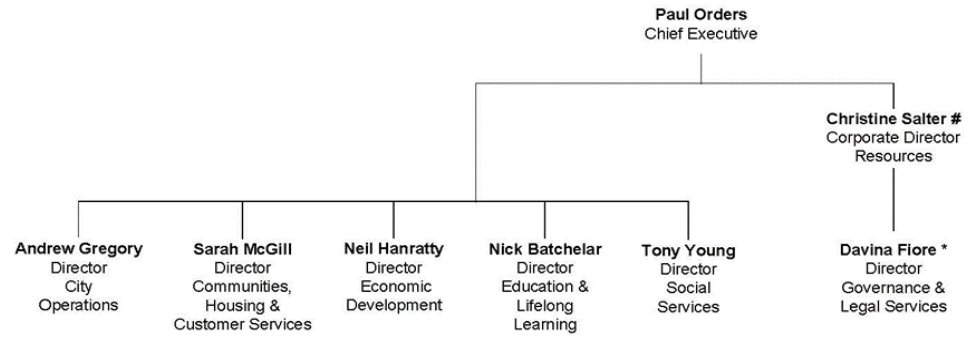 Paul Orders
Chief Executive
Christine Salter #
Corporate Director
Resources
Andrew Gregory
Director
City
Operations
Sarah McGill
Director
Communities,
Housing &
Customer Services
Neil Hanratty
Director
Economic
Development
Nick Batchelar
Director
Education &
Lifelong
Learning
Tony Young
Director
Social
Services
Davina Fiore *
Director
Governance &
Legal Services